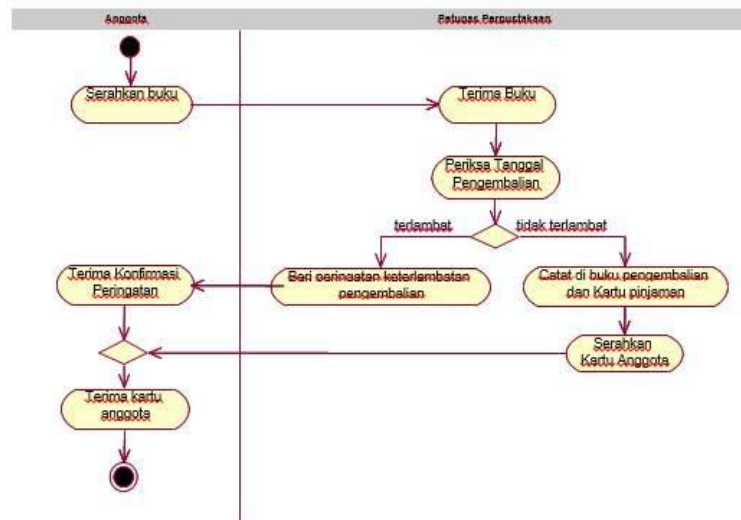 Anggota
Petugas Perpustakaan
Serahkan buku
Terima Buku
Periksa Tanggal
Pengembalian
terlambat
tidak terlambat
Terima Konfirmasi
Peringatan
Beri peringatan keterlambatan
pengembalian
Catat di buku pengembalian
dan Kartu pinjaman
Serahkan
Kartu Anggota
Terima kartu
anggota